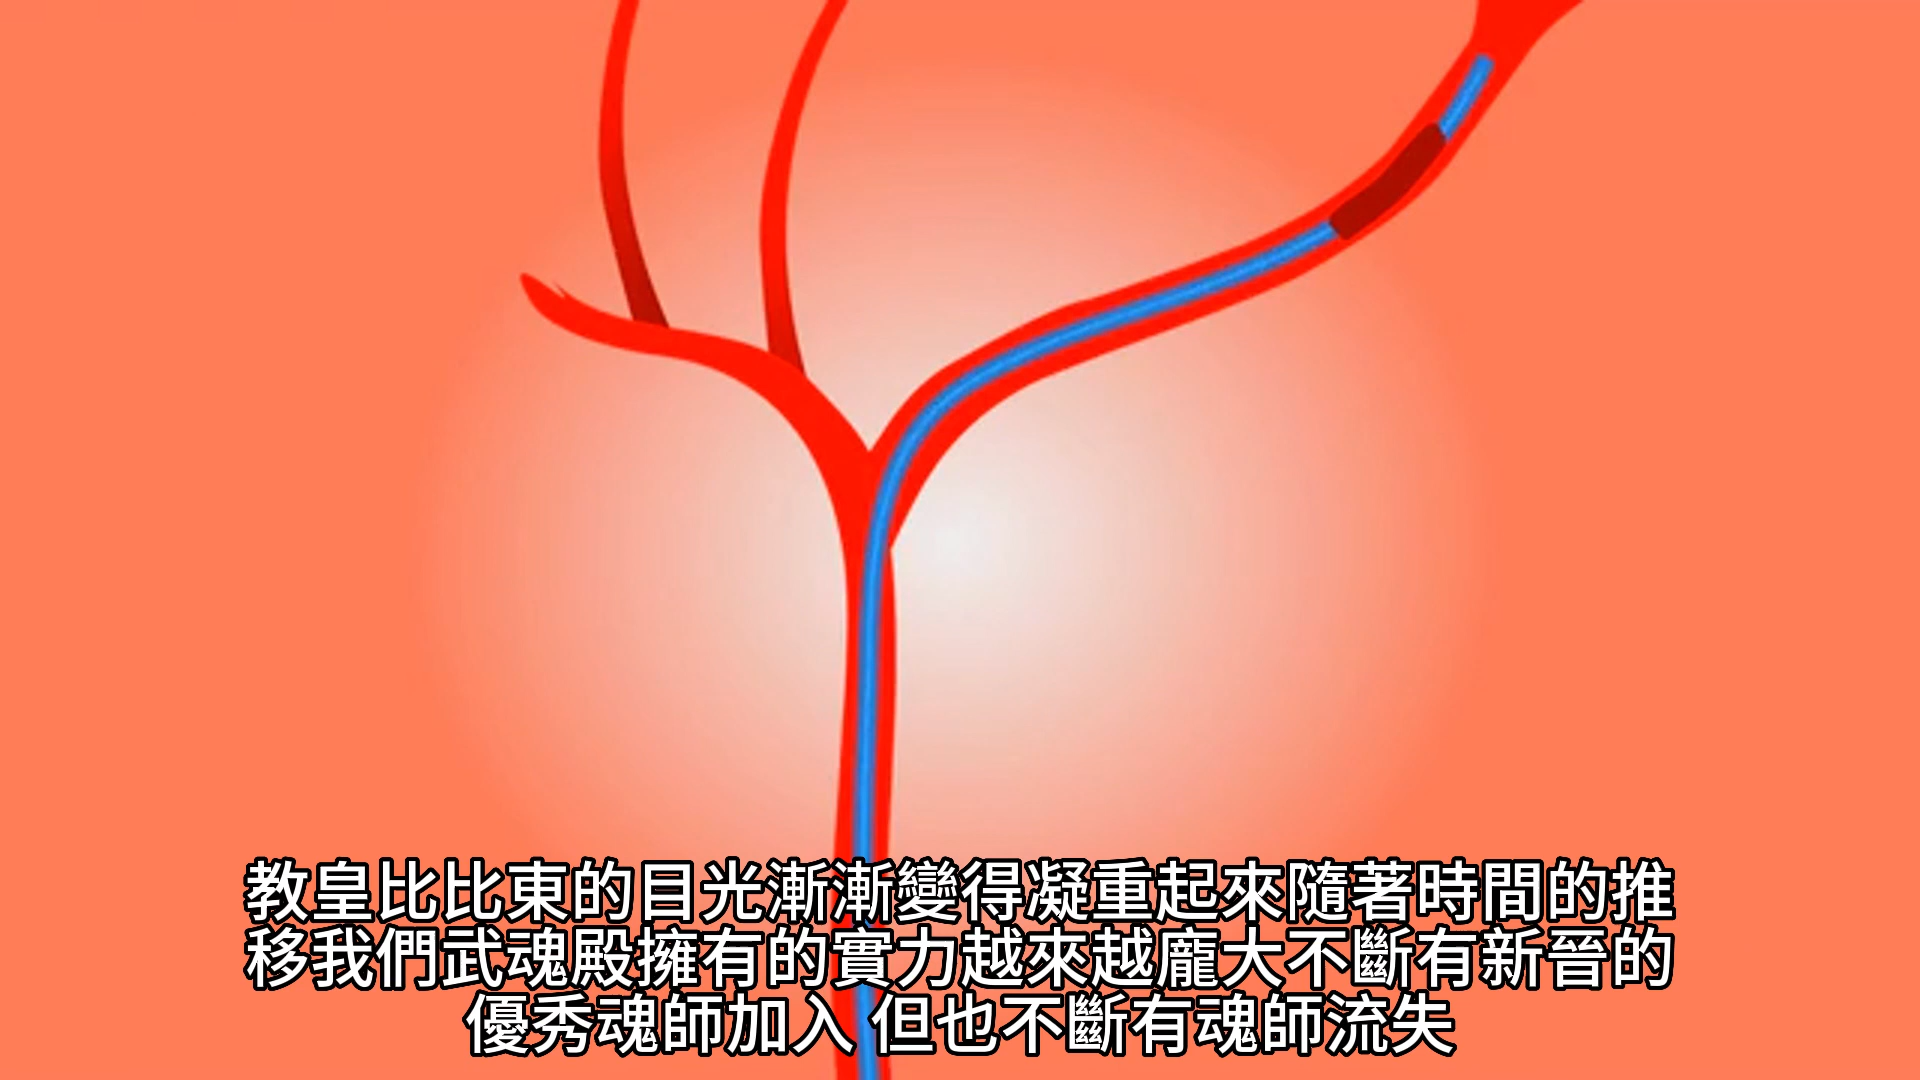 教皇比比東的目光漸漸變得凝重起來隨著時間的推
移我們武魂殿擁有的實力越來越龐大不斷有新晉的
優秀魂師加入 但也不斷有魂師流失